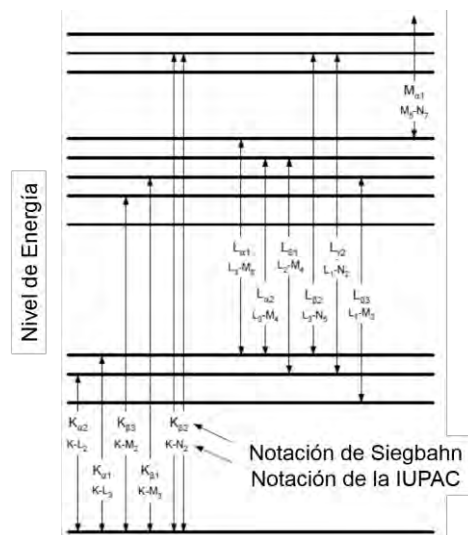 Mα1
M5-N7
Nivel de Energía
Lα1
L3-M5
Lβ1
L2-M4
Lγ2
L1-N2
Lα2
L3-M4
Lβ2
L3-N5
Lβ3
L1-M3
Kα2
K-L2
Kβ3
K-M2
Kβ2
K-N2
Kα1
K-L3
Kβ1
K-M3
Notación de Siegbahn
Notación de la IUPAC